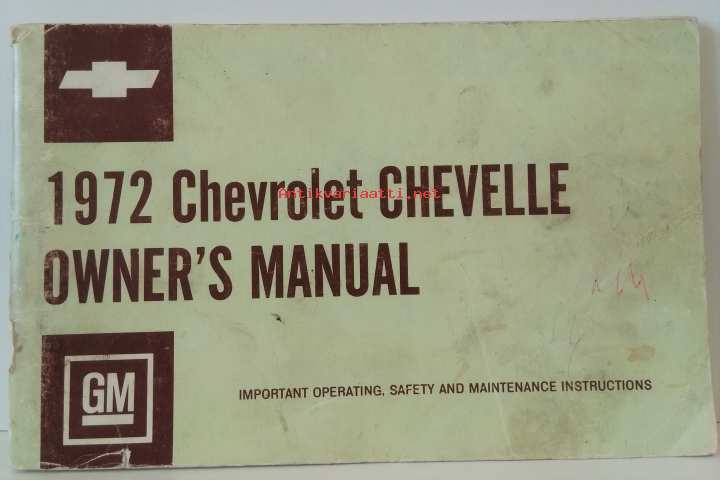 1972 Chevrolet CHEVELLE
Antikvariaatti.net
OWNER'S MANUAL
GM
IMPORTANT OPERATING, SAFETY AND MAINTENANCE INSTRUCTIONS